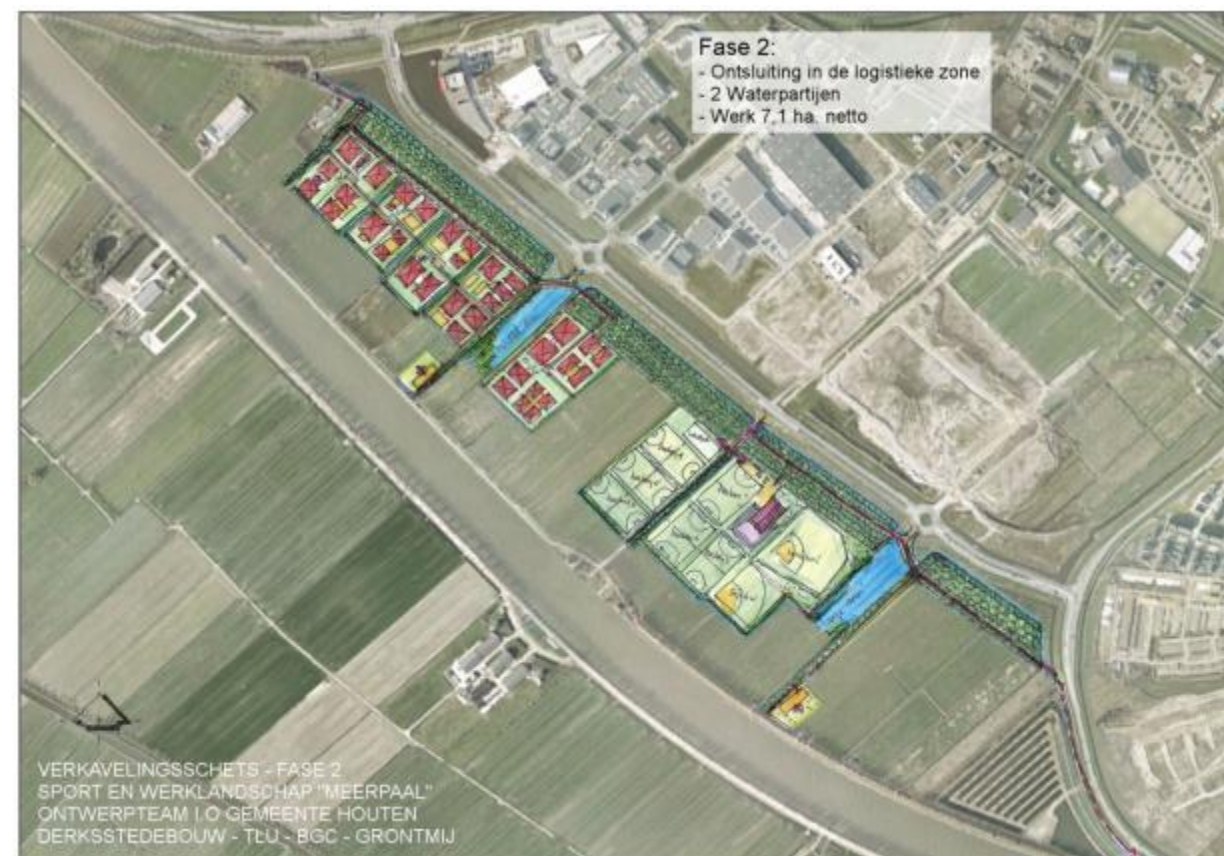 Fase 2:
- Ontsluiting in de logistieke zone
- 2 Waterpartijen
- Werk 7,1 ha. netto
VERKAVELINGSSCHETS - FASE 2
SPORT EN WERKLANDSCHAP "MEERPAAL"
ONTWERPTEAM I.O GEMEENTE HOUTEN
DERKSSTEDEBOUW - TLU - BGC - GRONTMIJ